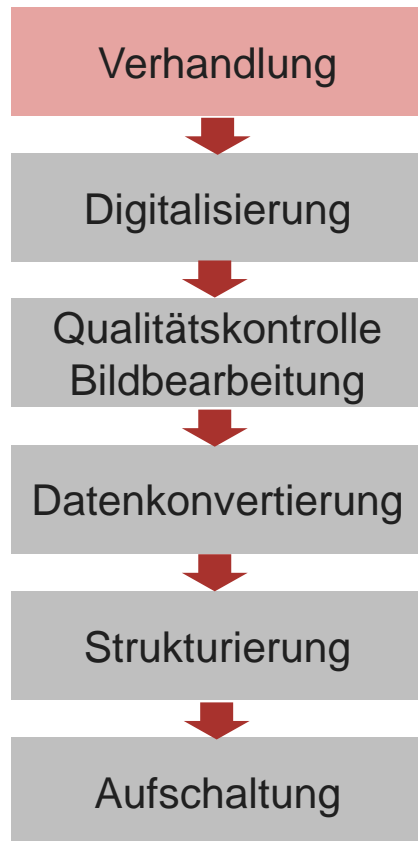 Verhandlung
Digitalisierung
Qualitätskontrolle
Bildbearbeitung
Datenkonvertierung
Strukturierung
Aufschaltung